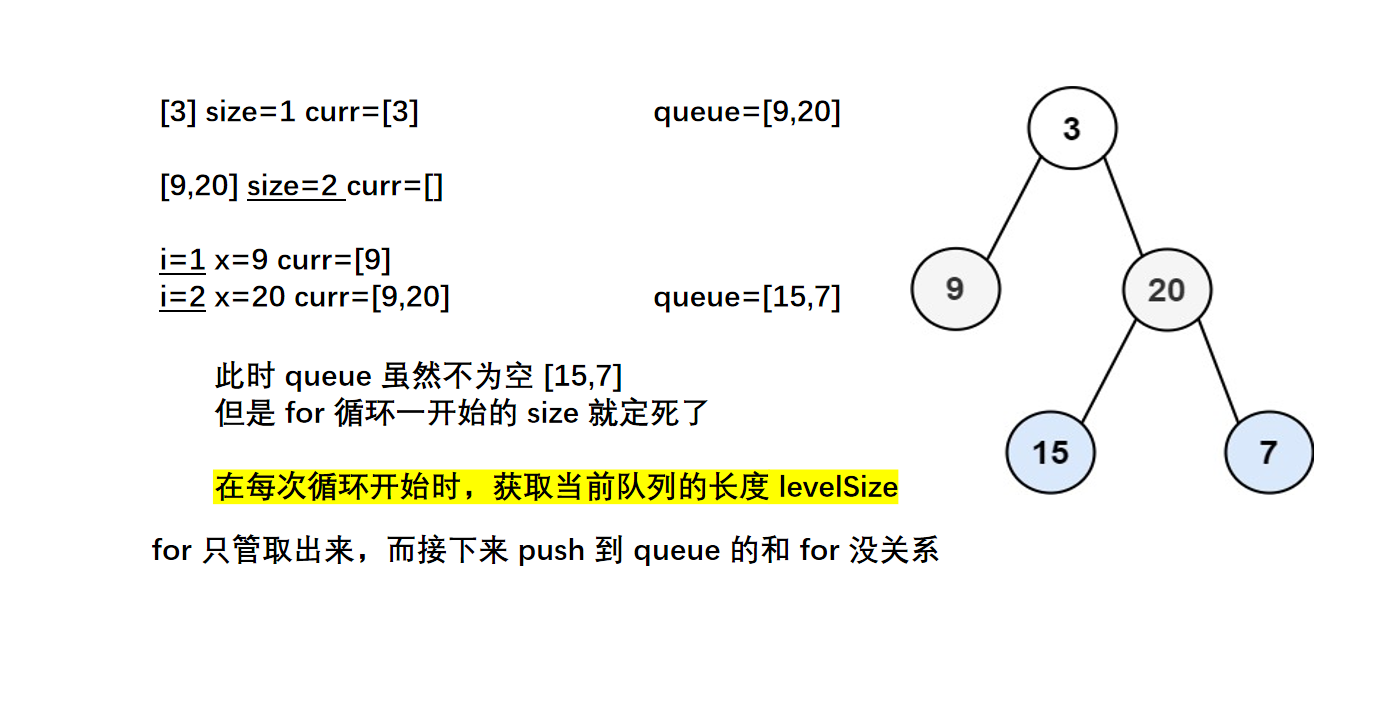 [3] size=1 curr=[3] queue=[9,20]
[9,20] size=2 curr=[]
i=1 x=9 curr=[9]
i=2 x=20 curr=[9,20] queue=[15,7]
此时 queue 虽然不为空 [15,7]
但是 for 循环一开始的 size 就定死了
在每次循环开始时，获取当前队列的长度 levelSize
for 只管取出来，而接下来 push 到 queue 的和 for 没关系
3
9 20
15 7